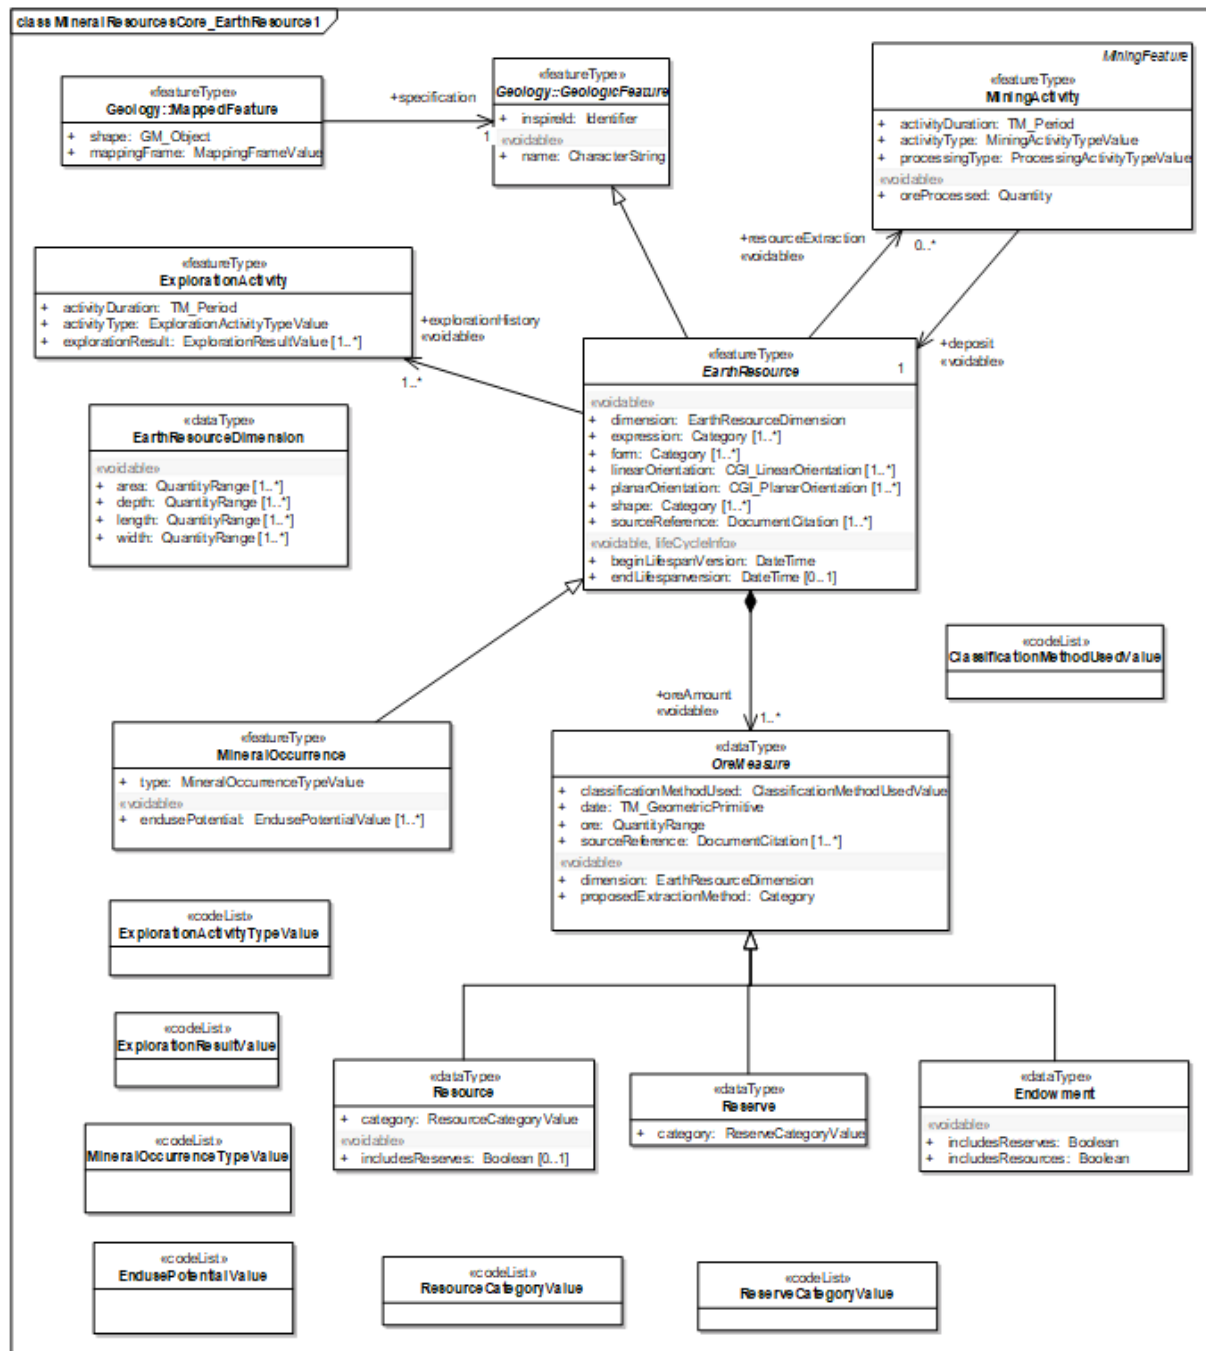 class MineralResourcesCore_EarthResource1
«featureType»
Geology::MappedFeature
+ shape: GM_Object
+ mappingFrame: MappingFrameValue
+specification
1
«featureType»
Geology::GeologicFeature
+ inspireId: Identifier
«voidable»
+ name: CharacterString
MiningFeature
«featureType»
MiningActivity
+ activityDuration: TM_Period
+ activityType: MiningActivityTypeValue
+ processingType: ProcessingActivityTypeValue
«voidable»
+ oreProcessed: Quantity
+resourceExtraction
«voidable»
0..*
+deposit
«voidable»
«featureType»
ExplorationActivity
+ activityDuration: TM_Period
+ activityType: ExplorationActivityTypeValue
+ explorationResult: ExplorationResultValue [1..*]
+explorationHistory
«voidable»
1..*
«featureType»
EarthResource
1
«voidable»
+ dimension: EarthResourceDimension
+ expression: Category [1..*]
+ form: Category [1..*]
+ linearOrientation: CGI_LinearOrientation [1..*]
+ planarOrientation: CGI_PlanarOrientation [1..*]
+ shape: Category [1..*]
+ sourceReference: DocumentCitation [1..*]
«voidable, lifeCycleInfo»
+ beginLifespanVersion: DateTime
+ endLifespanversion: DateTime [0..1]
«dataType»
EarthResourceDimension
«voidable»
+ area: QuantityRange [1..*]
+ depth: QuantityRange [1..*]
+ length: QuantityRange [1..*]
+ width: QuantityRange [1..*]
«codeList»
ClassificationMethodUsedValue
+oreAmount
«voidable»
1..*
«featureType»
MineralOccurrence
+ type: MineralOccurrenceTypeValue
«voidable»
+ endusePotential: EndusePotentialValue [1..*]
«dataType»
OreMeasure
+ classificationMethodUsed: ClassificationMethodUsedValue
+ date: TM_GeometricPrimitive
+ ore: QuantityRange
+ sourceReference: DocumentCitation [1..*]
«voidable»
+ dimension: EarthResourceDimension
+ proposedExtractionMethod: Category
«codeList»
ExplorationActivityTypeValue
«codeList»
ExplorationResultValue
«dataType»
Resource
+ category: ResourceCategoryValue
«voidable»
+ includesReserves: Boolean [0..1]
«dataType»
Reserve
+ category: ReserveCategoryValue
«dataType»
Endowment
«voidable»
+ includesReserves: Boolean
+ includesResources: Boolean
«codeList»
MineralOccurrenceTypeValue
«codeList»
EndusePotentialValue
«codeList»
ResourceCategoryValue
«codeList»
ReserveCategoryValue